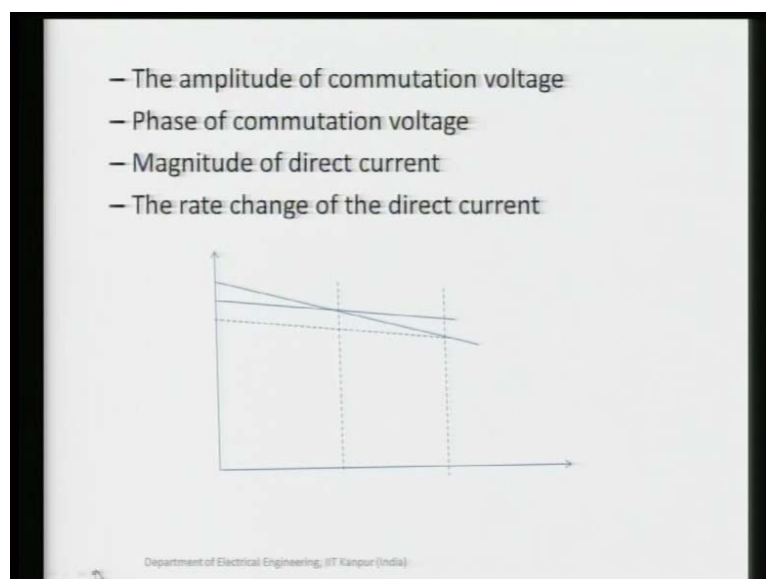 – The amplitude of commutation voltage
– Phase of commutation voltage
– Magnitude of direct current
– The rate change of the direct current
Department of Electrical Engineering, IIT Kanpur (India)